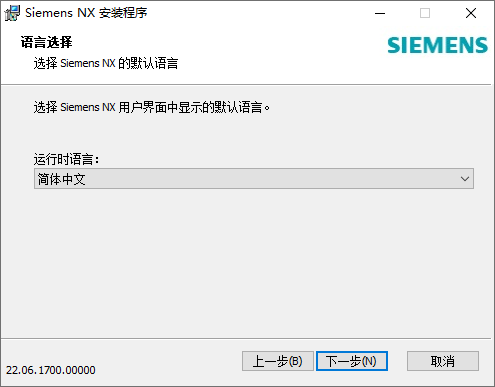 Siemens NX 安装程序
语言选择
选择 Siemens NX 的默认语言
SIEMENS
选择 Siemens NX 用户界面中显示的默认语言。
运行时语言：
简体中文
22.06.1700.00000
上一步(B)
下一步(N)
取消